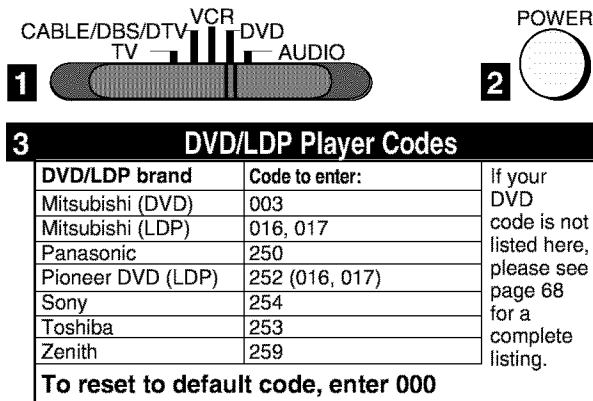 VCR
CABLE/DBS/DTV DVD
TV AUDIO
POWER
1
2
3 DVD/LDP Player Codes
DVD/LDP brand Code to enter:
Mitsubishi (DVD) 003
Mitsubishi (LDP) 016, 017
Panasonic 250
Pioneer DVD (LDP) 252 (016, 017)
Sony 254
Toshiba 253
Zenith 259
If your
DVD
code is not
listed here,
please see
page 68
for a
complete
listing.
To reset to default code, enter 000